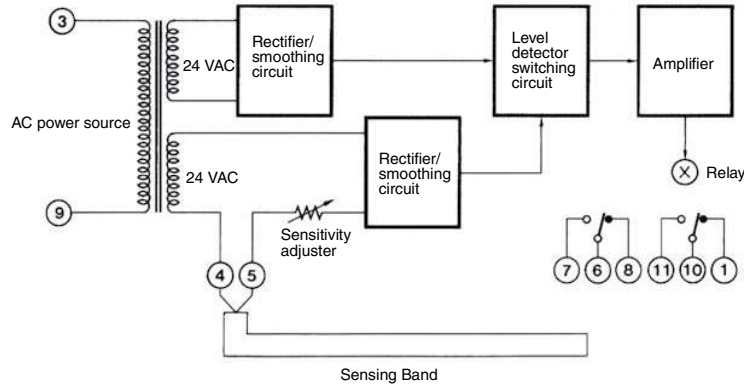 3
24 VAC
Rectifier/
smoothing
circuit
Level
detector
switching
circuit
Amplifier
AC power source
24 VAC
Rectifier/
smoothing
circuit
Relay
9
Sensitivity
adjuster
4
5
7
6
8
11
10
1
Sensing Band